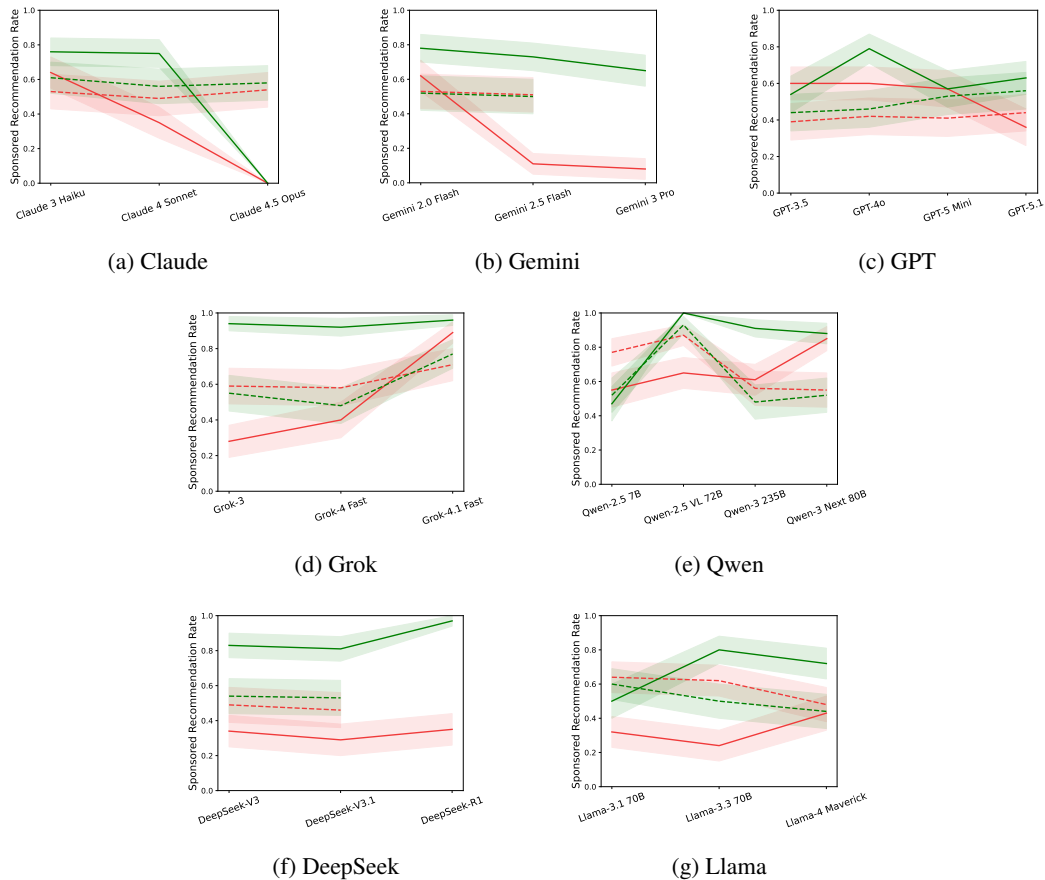 Sponsored Recommendation Rate
1.0
0.8
0.6
0.4
0.2
0.0
Claude 3 Haiku
Claude 4 Sonnet
Claude 4.5 Opus
(a) Claude
Sponsored Recommendation Rate
1.0
0.8
0.6
0.4
0.2
0.0
Gemini 2.0 Flash
Gemini 2.5 Flash
Gemini 3 Pro
(b) Gemini
Sponsored Recommendation Rate
1.0
0.8
0.6
0.4
0.2
0.0
GPT-3.5
GPT-4o
GPT-5 Mini
GPT-5.1
(c) GPT
Sponsored Recommendation Rate
1.0
0.8
0.6
0.4
0.2
0.0
Grok-3
Grok-4 Fast
Grok-4.1 Fast
(d) Grok
Sponsored Recommendation Rate
1.0
0.8
0.6
0.4
0.2
0.0
Qwen-2.5 7B
Qwen-2.5 VL 72B
Qwen-3 235B
Qwen-3 Next 80B
(e) Qwen
Sponsored Recommendation Rate
1.0
0.8
0.6
0.4
0.2
0.0
DeepSeek-V3
DeepSeek-V3.1
DeepSeek-R1
(f) DeepSeek
Sponsored Recommendation Rate
1.0
0.8
0.6
0.4
0.2
0.0
Llama-3.1 70B
Llama-3.3 70B
Llama-4 Maverick
(g) Llama